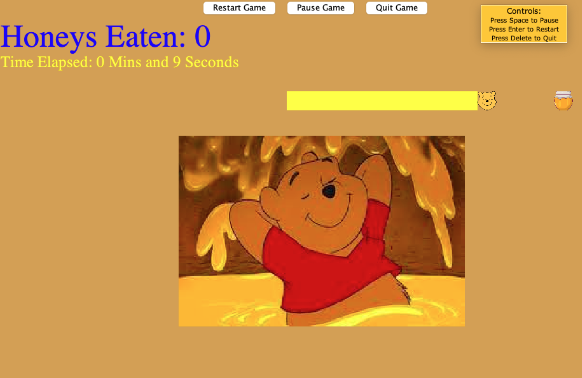 Restart Game
Pause Game
Quit Game
Controls:
Press Space to Pause
Press Enter to Restart
Press Delete to Quit
Honeys Eaten: 0
Time Elapsed: 0 Mins and 9 Seconds